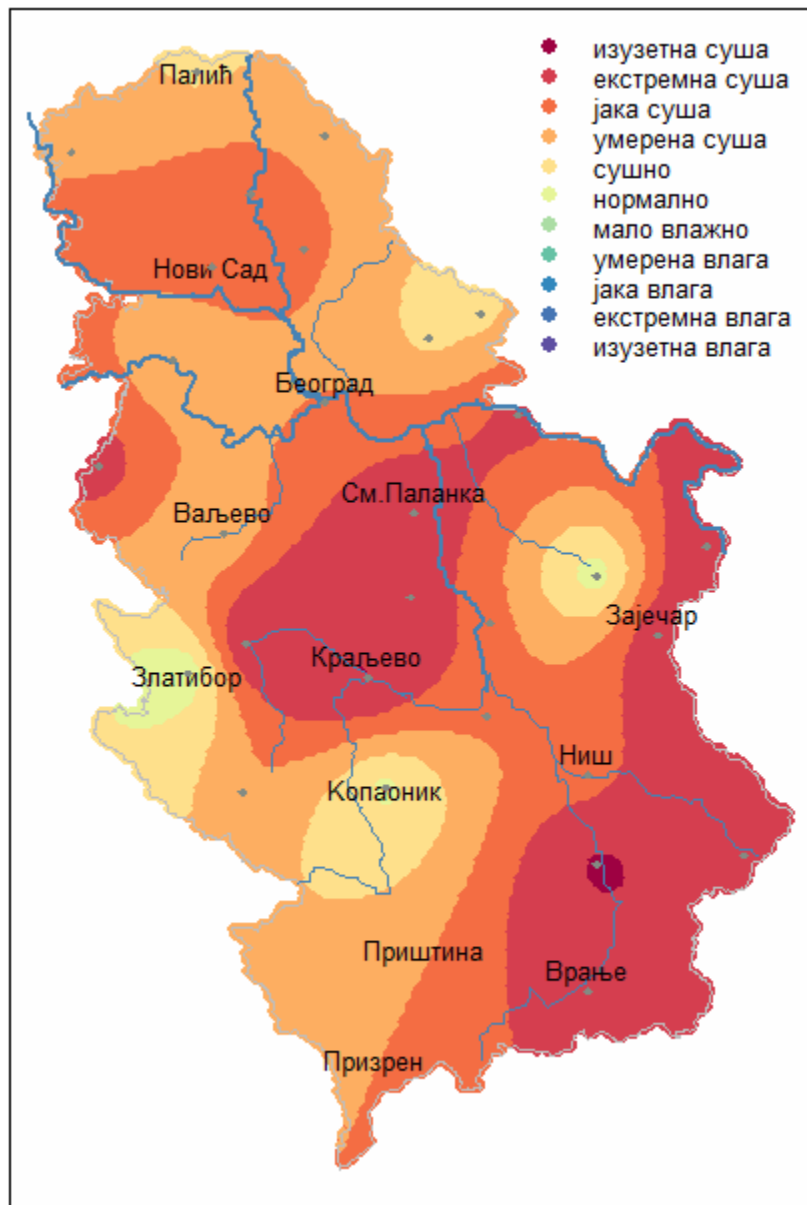 изузетна суша
екстремна суша
јака суша
умерена суша
сушно
нормално
мало влажно
умерена влага
јака влага
екстремна влага
изузетна влага
Палић
Нови Сад
Београд
См.Паланка
Ваљево
Зајечар
Краљево
Златибор
Ниш
Копаоник
Приштина
Врање
Призрен